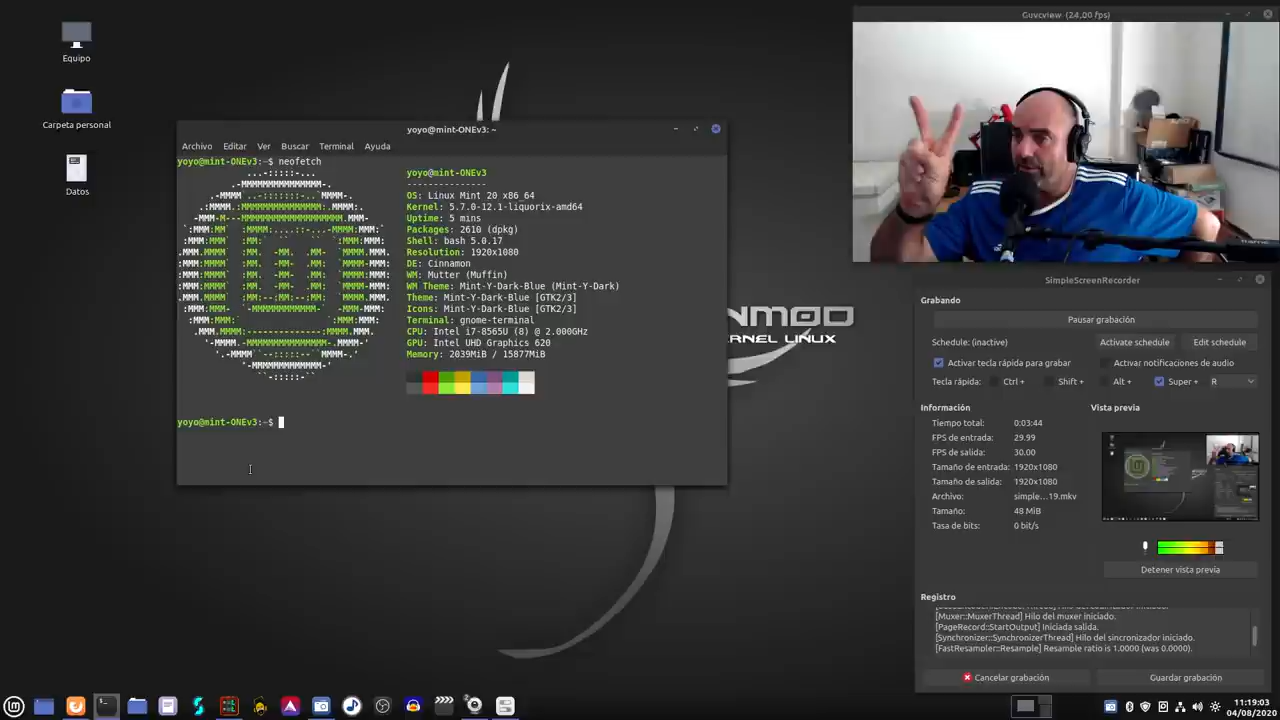 Guvcview (24,00 fps)
Equipo
Carpeta personal
Datos
yoyo@mint-ONEv3: ~
Archivo Editar Ver Buscar Terminal Ayuda
yoyo@mint-ONEv3:~$ neofetch
yoyo@mint-ONEv3
---------------
OS: Linux Mint 20 x86_64
Kernel: 5.7.0-12.1-liquorix-amd64
Uptime: 5 mins
Packages: 2610 (dpkg)
Shell: bash 5.0.17
Resolution: 1920x1080
DE: Cinnamon
WM: Mutter (Muffin)
WM Theme: Mint-Y-Dark-Blue (Mint-Y-Dark)
Theme: Mint-Y-Dark-Blue [GTK2/3]
Icons: Mint-Y-Dark-Blue [GTK2/3]
Terminal: gnome-terminal
CPU: Intel i7-8565U (8) @ 2.000GHz
GPU: Intel UHD Graphics 620
Memory: 2039MiB / 15877MiB
yoyo@mint-ONEv3:~$
LINUX
SimpleScreenRecorder
Grabando
Pausar grabación
Schedule: (inactive) Activate schedule Edit schedule
Activar tecla rápida para grabar Activar notificaciones de audio
Tecla rápida: Ctrl + Shift + Alt + Super + R
Información
Tiempo total: 0:03:44
FPS de entrada: 29.99
FPS de salida: 30.00
Tamaño de entrada: 1920x1080
Tamaño de salida: 1920x1080
Archivo: simple...19.mkv
Tamaño: 48 MiB
Tasa de bits: 0 bit/s
Vista previa
Detener vista previa
Registro
[Muxer::MuxerThread] Hilo del muxer iniciado.
[PageRecord::StartOutput] Iniciada salida.
[Synchronizer::SynchronizerThread] Hilo del sincronizador iniciado.
[FastResampler::Resample] Resample ratio is 1.0000 (was 0.0000).
Cancelar grabación Guardar grabación
11:19:03
04/08/2020